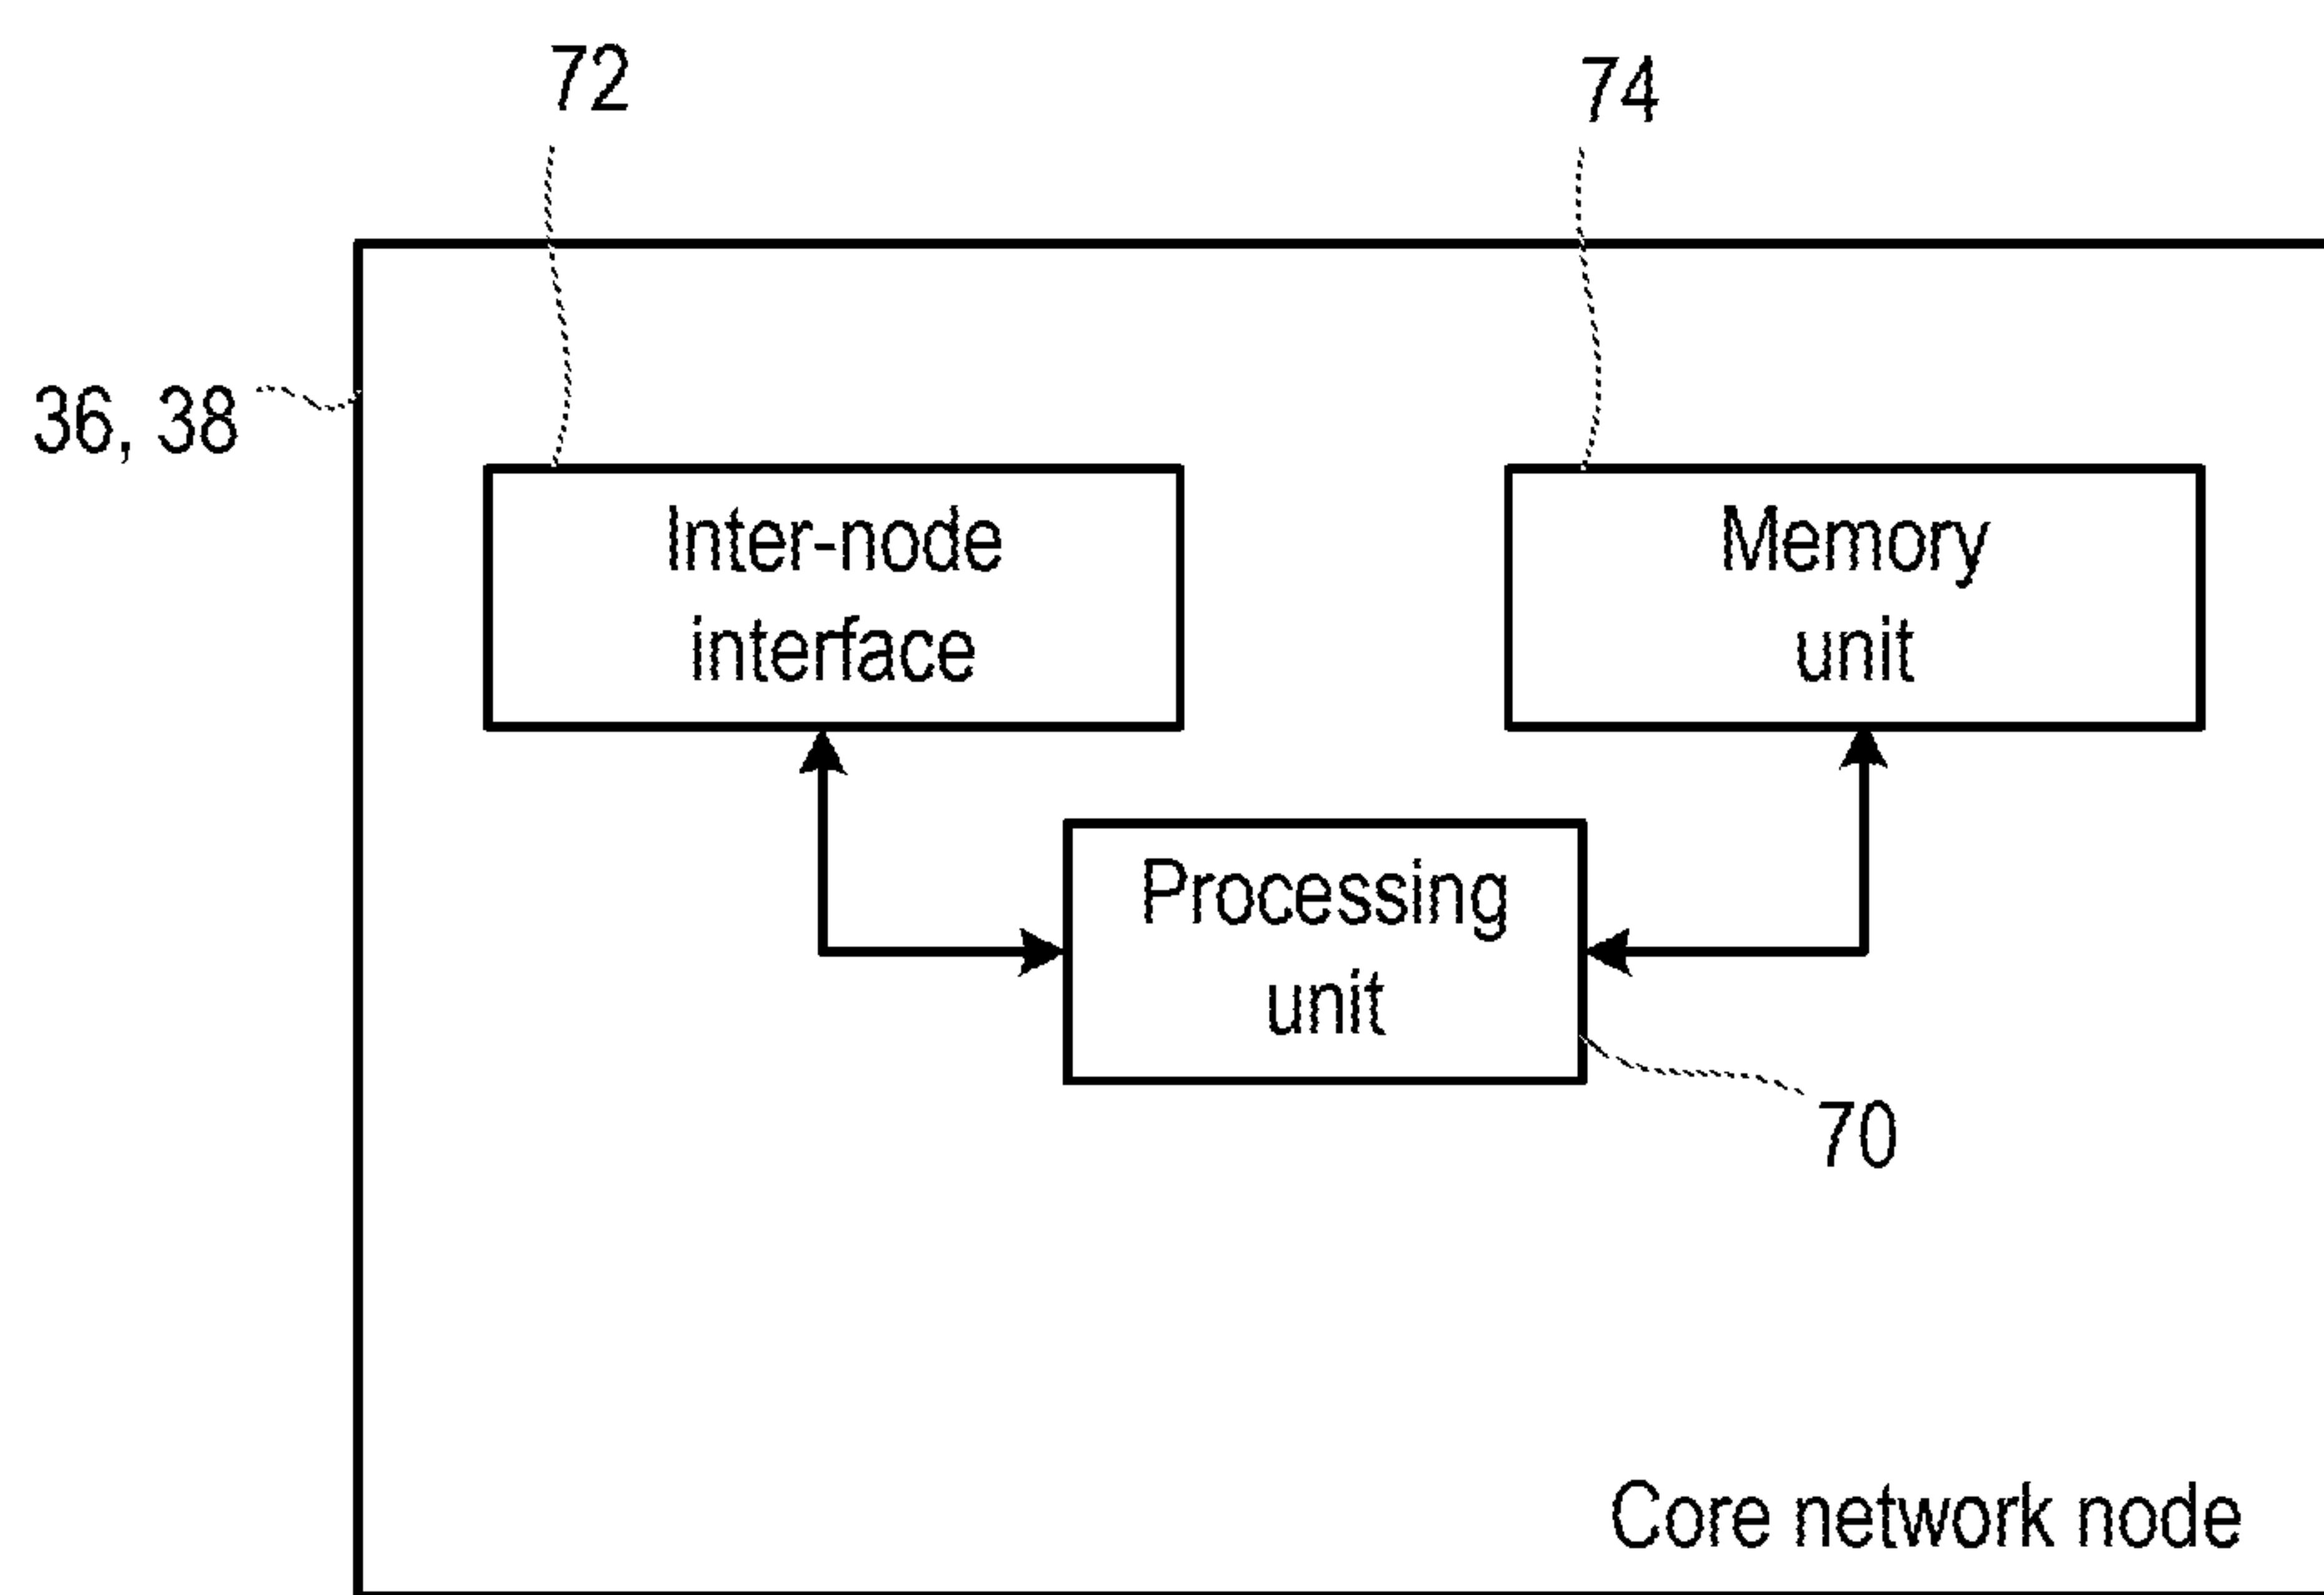 72
74
36, 38
Inter-node
interface
Memory
unit
Processing
unit
70
Core network node